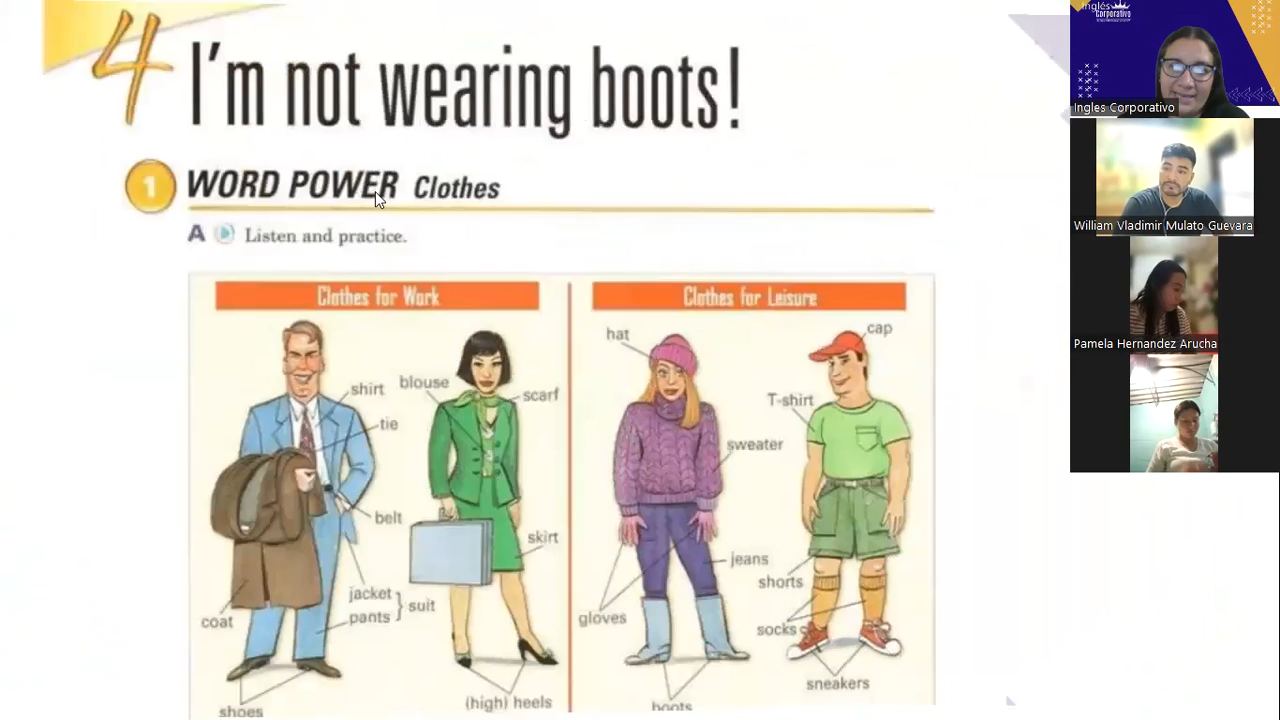 4 I'm not wearing boots!
1 WORD POWER Clothes
A Listen and practice.
Clothes for Work
shirt
tie
belt
jacket
pants
suit
coat
shoes
blouse
scarf
skirt
(high) heels
Clothes for Leisure
hat
sweater
jeans
gloves
boots
cap
T-shirt
shorts
socks
sneakers
Inglés
Corporativo
Ingles Corporativo
William Vladimir Mulato Guevara
Pamela Hernandez Arucha